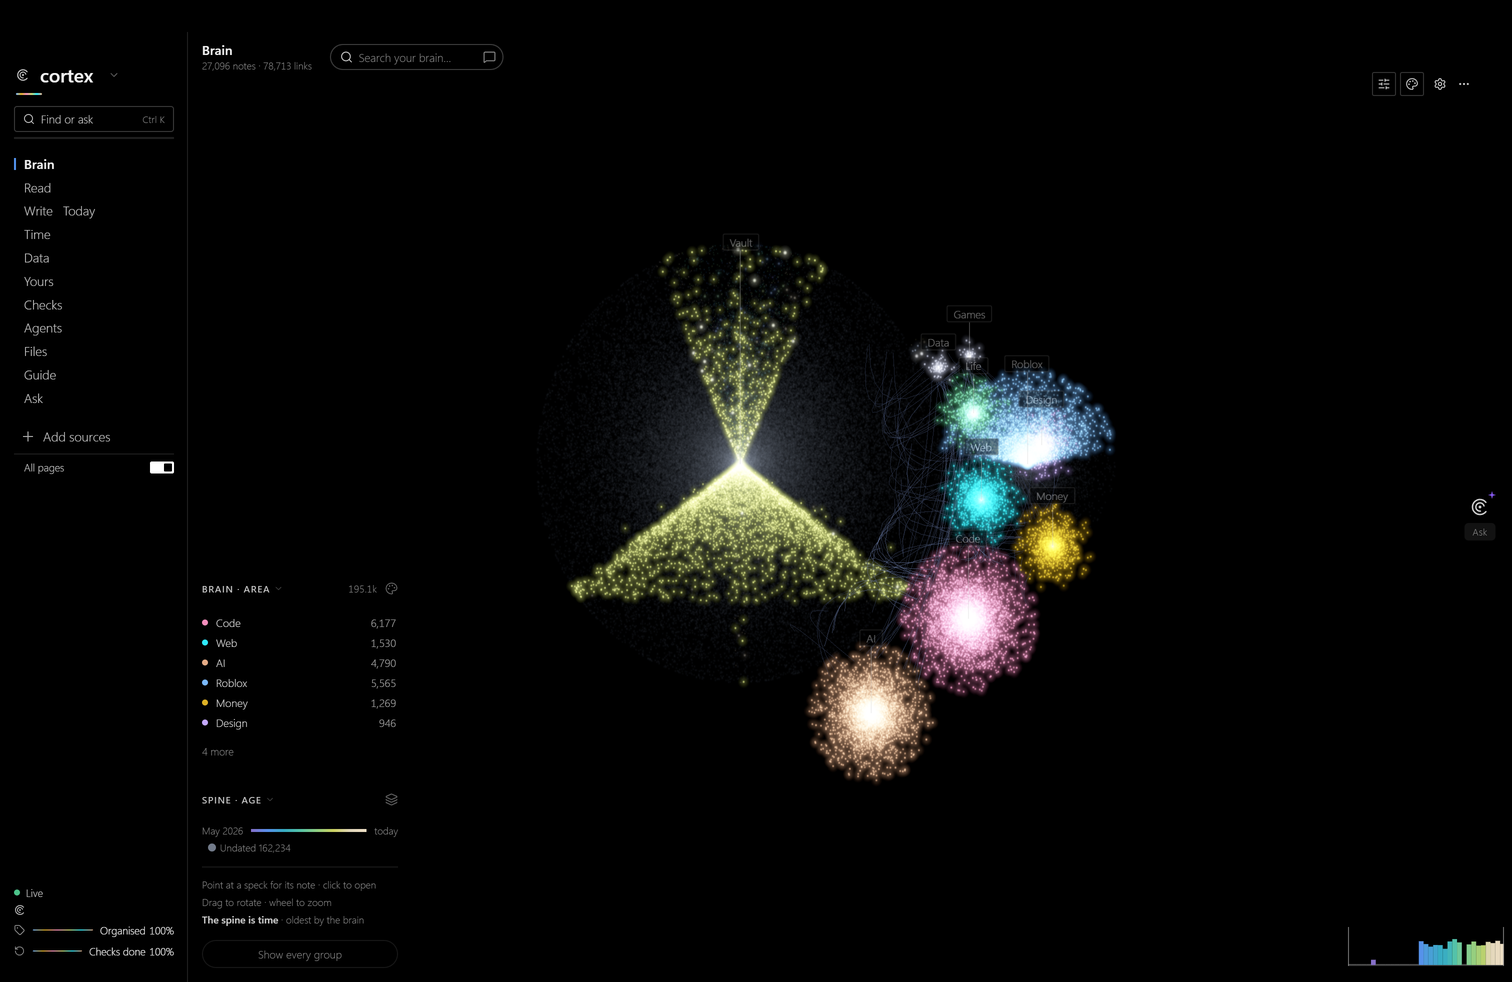 cortex
Find or ask Ctrl K
Brain
Read
Write Today
Time
Data
Yours
Checks
Agents
Files
Guide
Ask
Add sources
All pages
Live
Organised 100%
Checks done 100%
Brain
27,096 notes · 78,713 links
Search your brain...
Vault
Games
Data
Life
Roblox
Design
Web
Money
Code
AI
Ask
BRAIN · AREA 195.1k
Code 6,177
Web 1,530
AI 4,790
Roblox 5,565
Money 1,269
Design 946
4 more
SPINE · AGE
May 2026 today
Undated 162,234
Point at a speck for its note · click to open
Drag to rotate · wheel to zoom
The spine is time · oldest by the brain
Show every group